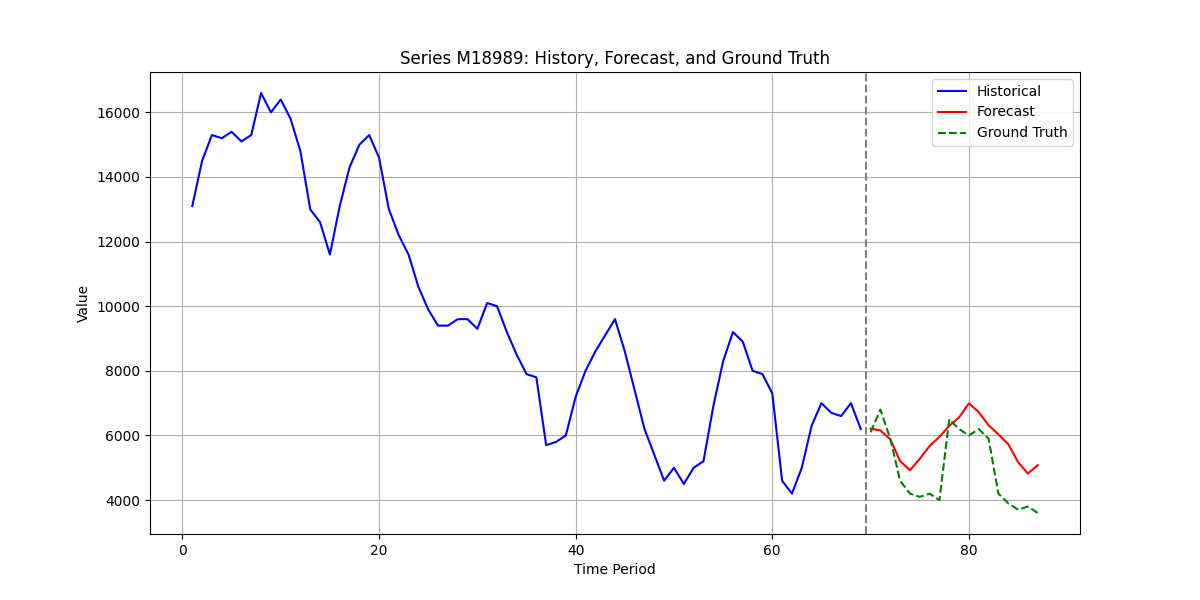 Series M18989: History, Forecast, and Ground Truth
Historical
Forecast
Ground Truth
16000
14000
12000
10000
8000
6000
4000
Value
0 20 40 60 80
Time Period